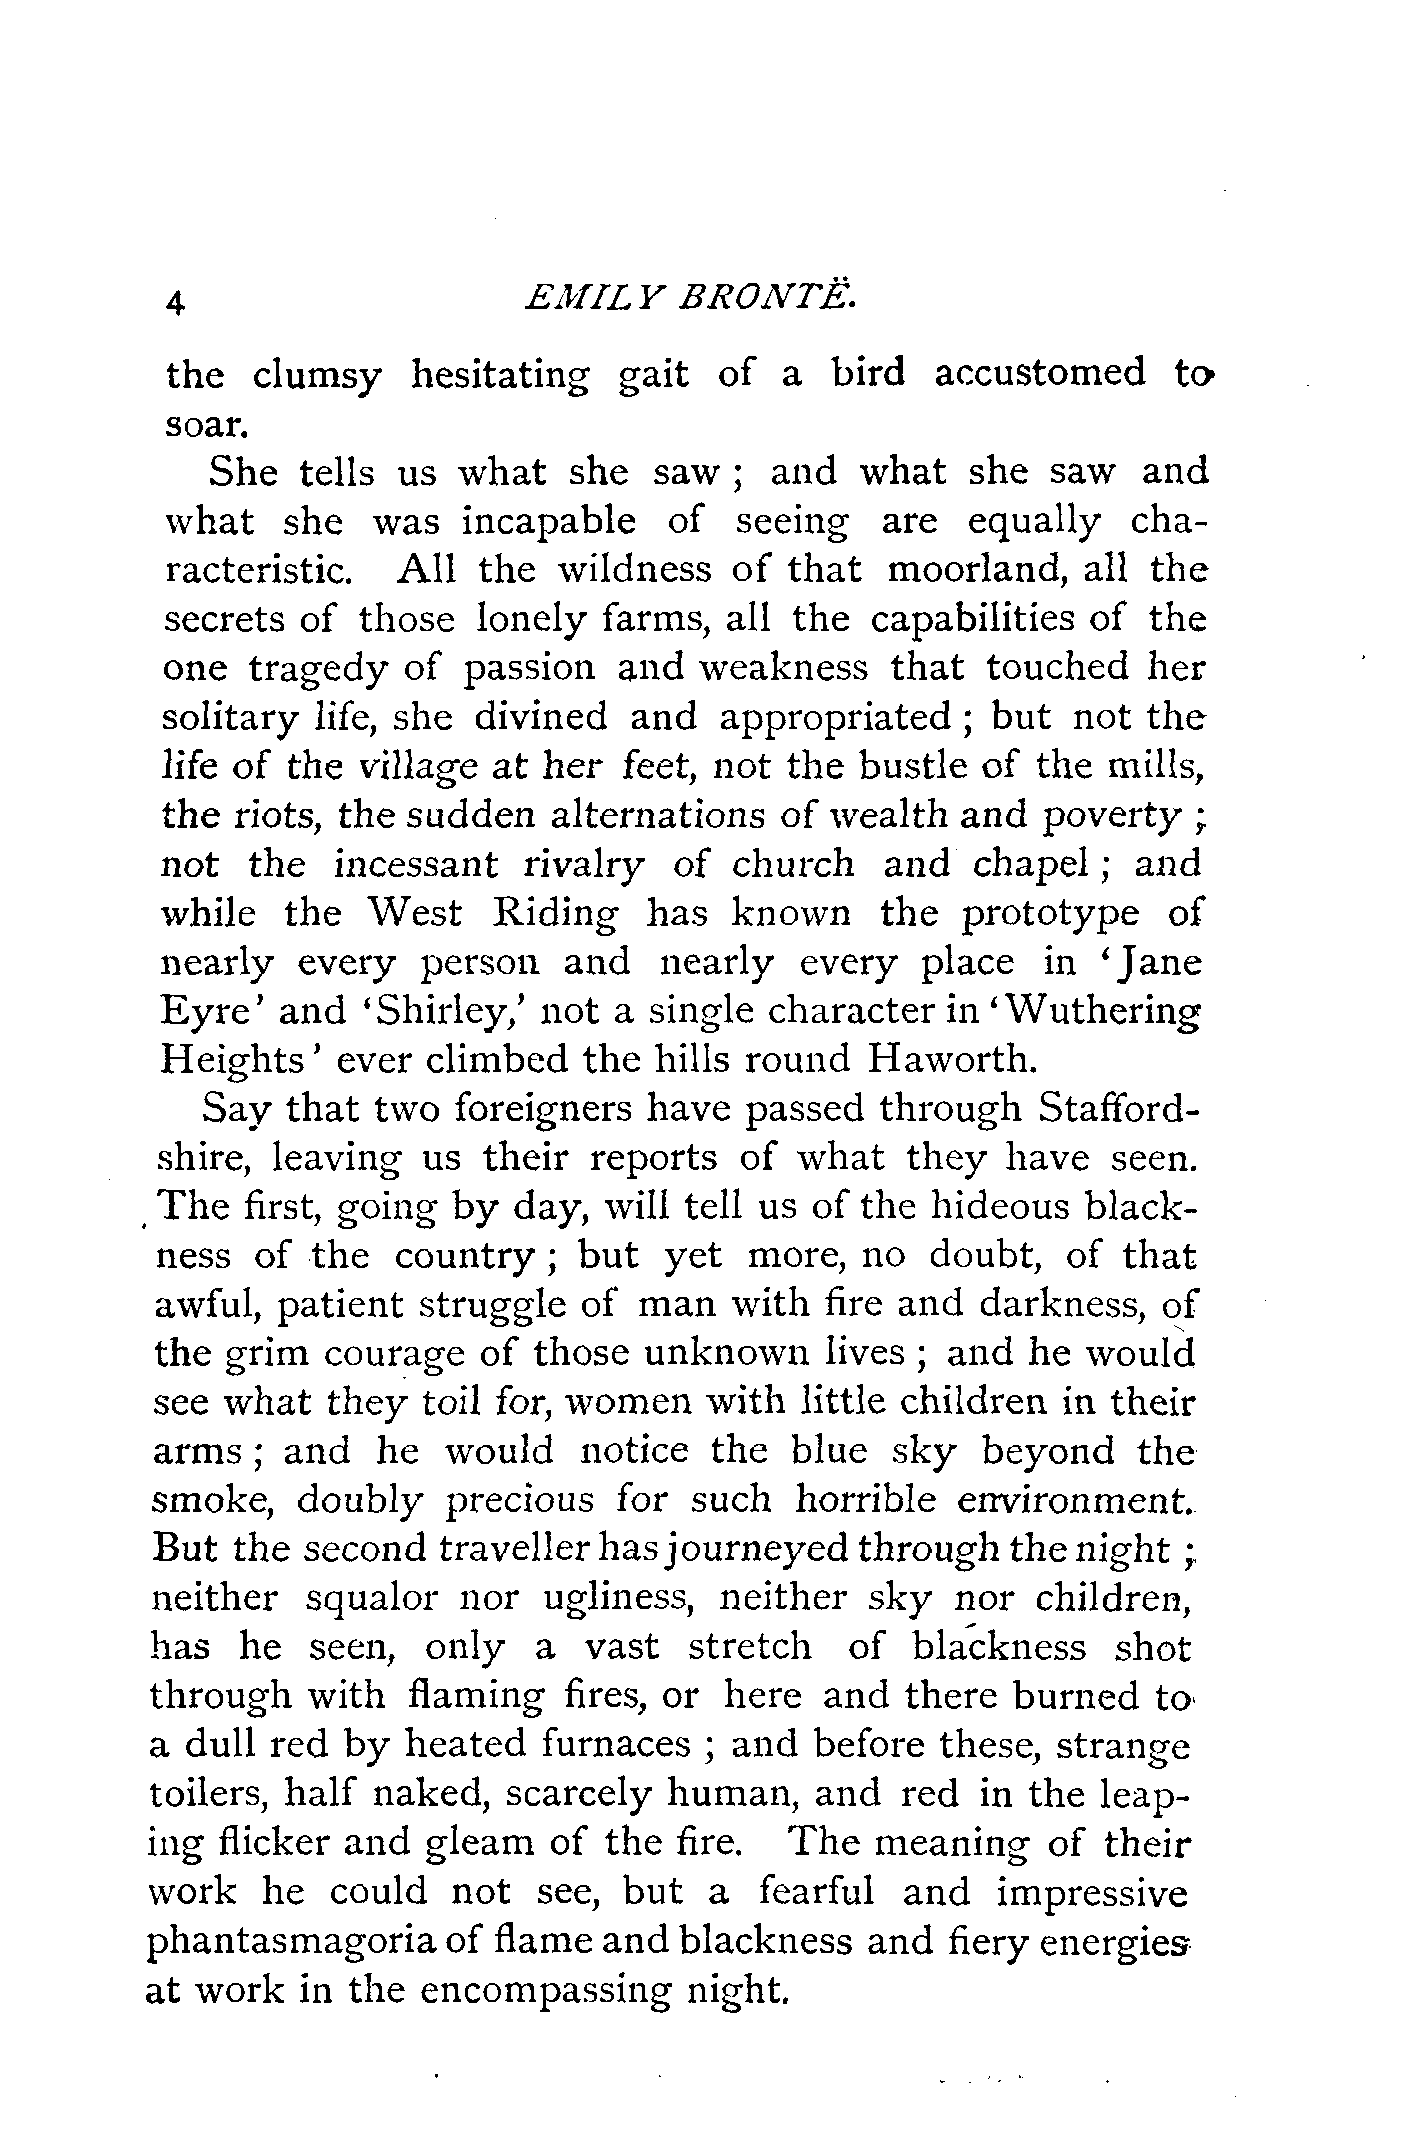 4 EMILY BRONTË.
the clumsy hesitating gait of a bird accustomed to
soar.
She tells us what she saw ; and what she saw and
what she was incapable of seeing are equally cha-
racteristic. All the wildness of that moorland, all the
secrets of those lonely farms, all the capabilities of the
one tragedy of passion and weakness that touched her
solitary life, she divined and appropriated ; but not the
life of the village at her feet, not the bustle of the mills,
the riots, the sudden alternations of wealth and poverty ;
not the incessant rivalry of church and chapel ; and
while the West Riding has known the prototype of
nearly every person and nearly every place in ‘Jane
Eyre’ and ‘Shirley,’ not a single character in ‘Wuthering
Heights’ ever climbed the hills round Haworth.
Say that two foreigners have passed through Stafford-
shire, leaving us their reports of what they have seen.
The first, going by day, will tell us of the hideous black-
ness of the country ; but yet more, no doubt, of that
awful, patient struggle of man with fire and darkness, of
the grim courage of those unknown lives ; and he would
see what they toil for, women with little children in their
arms ; and he would notice the blue sky beyond the
smoke, doubly precious for such horrible environment.
But the second traveller has journeyed through the night ;
neither squalor nor ugliness, neither sky nor children,
has he seen, only a vast stretch of blackness shot
through with flaming fires, or here and there burned to
a dull red by heated furnaces ; and before these, strange
toilers, half naked, scarcely human, and red in the leap-
ing flicker and gleam of the fire. The meaning of their
work he could not see, but a fearful and impressive
phantasmagoria of flame and blackness and fiery energies
at work in the encompassing night.